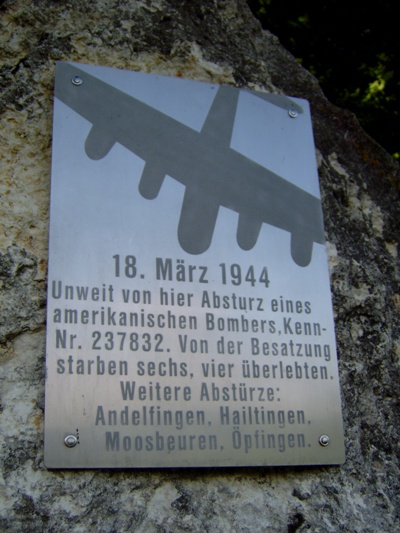 18. März 1944
Unweit von hier Absturz eines
amerikanischen Bombers,Kenn-
Nr. 237832. Von der Besatzung
starben sechs, vier überlebten.
Weitere Abstürze:
Andelfingen, Hailtingen,
Moosbeuren, Öpfingen.